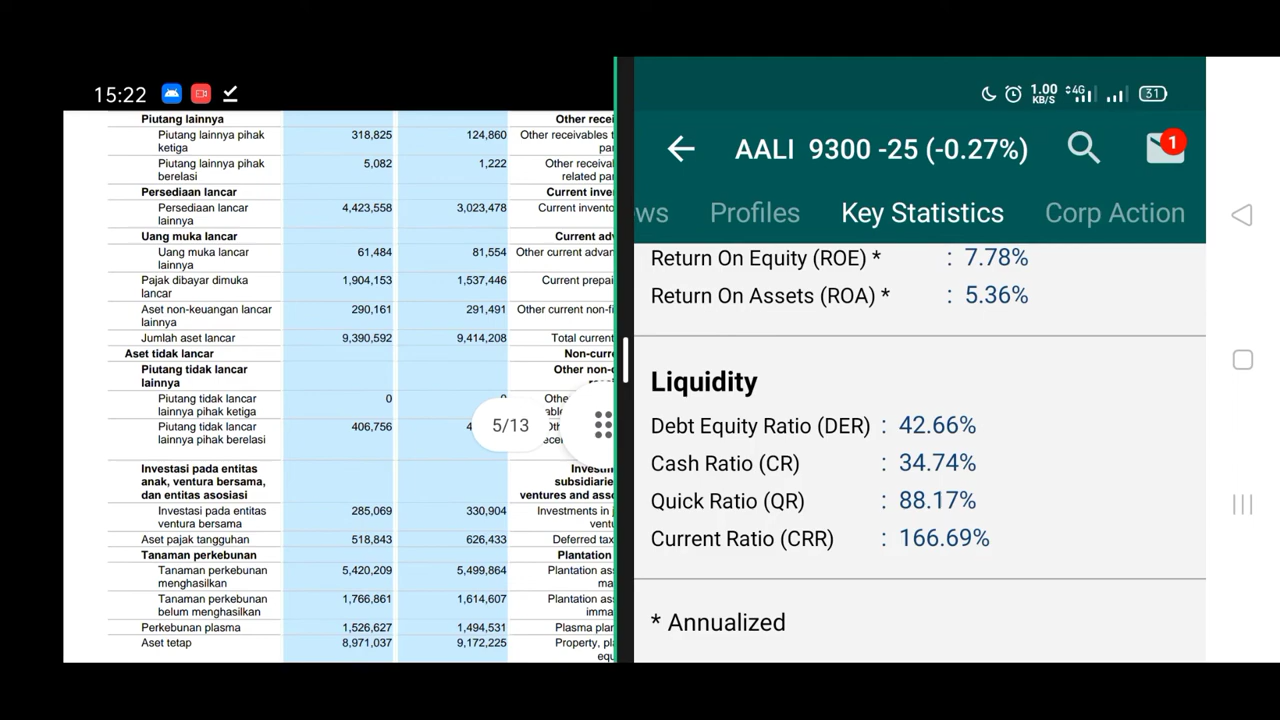 15:22
Piutang lainnya Other recei
Piutang lainnya pihak ketiga 318,825 124,860 Other receivables
Piutang lainnya pihak berelasi 5,082 1,222 Other receivab related par
Persediaan lancar Current inve
Persediaan lancar lainnya 4,423,558 3,023,478 Current invento
Uang muka lancar Current adv
Uang muka lancar lainnya 61,484 81,554 Other current advan
Pajak dibayar dimuka lancar 1,904,153 1,537,446 Current prepai
Aset non-keuangan lancar lainnya 290,161 291,491 Other current non-fi
Jumlah aset lancar 9,390,592 9,414,208 Total current
Aset tidak lancar Non-curre
Piutang tidak lancar lainnya Other non-
Piutang tidak lancar lainnya pihak ketiga 0
Piutang tidak lancar lainnya pihak berelasi 406,756
5/13
Investasi pada entitas anak, ventura bersama, dan entitas asosiasi subsidiarie ventures and asso
Investasi pada entitas ventura bersama 285,069 330,904 Investments in j ventu
Aset pajak tangguhan 518,843 626,433 Deferred tax
Tanaman perkebunan Plantation
Tanaman perkebunan menghasilkan 5,420,209 5,499,864 Plantation ass ma
Tanaman perkebunan belum menghasilkan 1,766,861 1,614,607 Plantation ass imma
Perkebunan plasma 1,526,627 1,494,531 Plasma plan
Aset tetap 8,971,037 9,172,225 Property, pl equ
1.00 KB/S 4G 31
AALI 9300 -25 (-0.27%) 1
ws Profiles Key Statistics Corp Action
Return On Equity (ROE) * : 7.78%
Return On Assets (ROA) * : 5.36%
Liquidity
Debt Equity Ratio (DER) : 42.66%
Cash Ratio (CR) : 34.74%
Quick Ratio (QR) : 88.17%
Current Ratio (CRR) : 166.69%
* Annualized